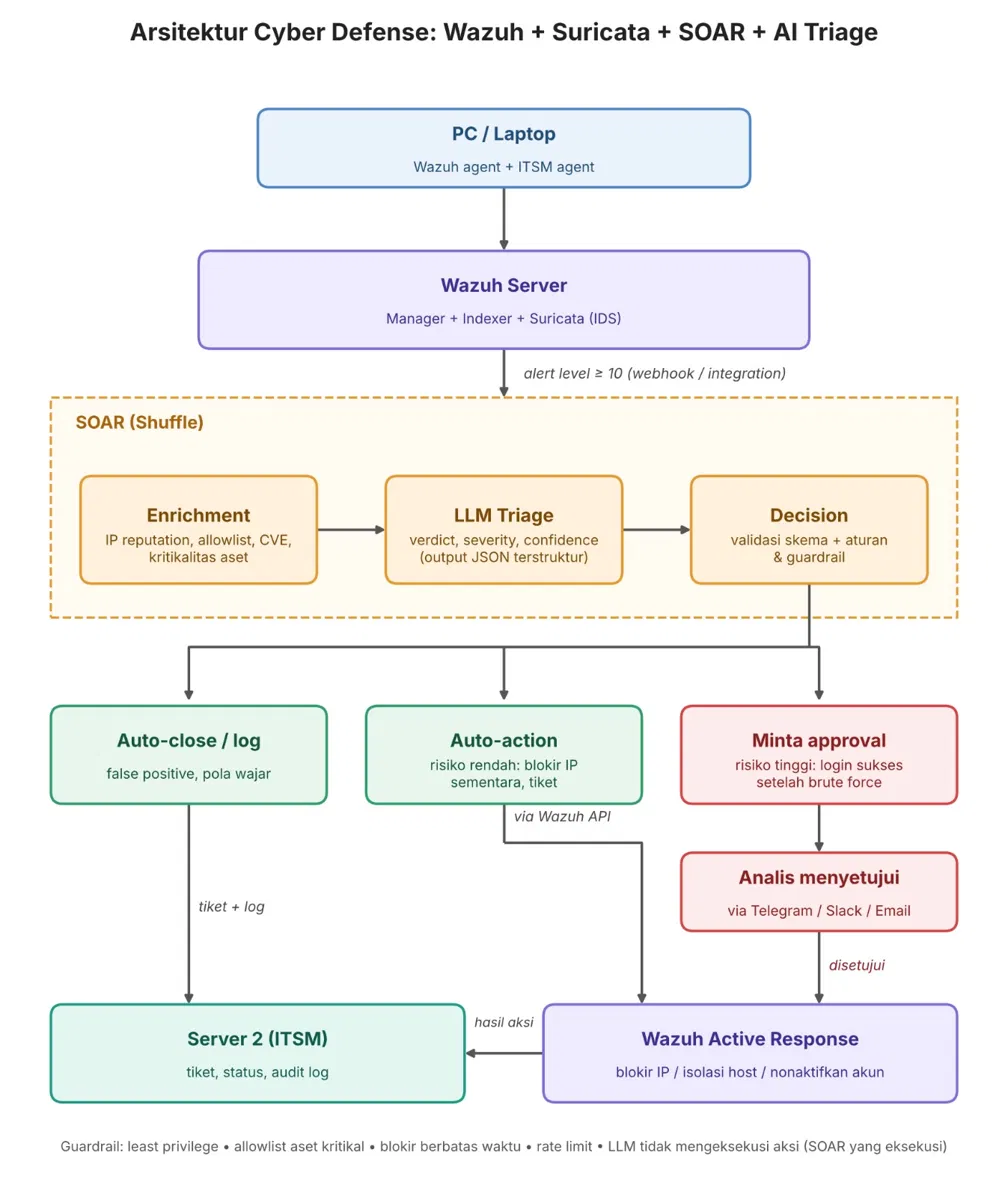 Arsitektur Cyber Defense: Wazuh + Suricata + SOAR + AI Triage
PC / Laptop
Wazuh agent + ITSM agent
Wazuh Server
Manager + Indexer + Suricata (IDS)
alert level ≥ 10 (webhook / integration)
SOAR (Shuffle)
Enrichment
IP reputation, allowlist, CVE,
kritikalitas aset
LLM Triage
verdict, severity, confidence
(output JSON terstruktur)
Decision
validasi skema + aturan
& guardrail
Auto-close / log
false positive, pola wajar
Auto-action
risiko rendah: blokir IP
sementara, tiket
Minta approval
risiko tinggi: login sukses
setelah brute force
via Wazuh API
Analis menyetujui
via Telegram / Slack / Email
tiket + log
disetujui
Server 2 (ITSM)
tiket, status, audit log
hasil aksi
Wazuh Active Response
blokir IP / isolasi host / nonaktifkan akun
Guardrail: least privilege • allowlist aset kritikal • blokir berbatas waktu • rate limit • LLM tidak mengeksekusi aksi (SOAR yang eksekusi)